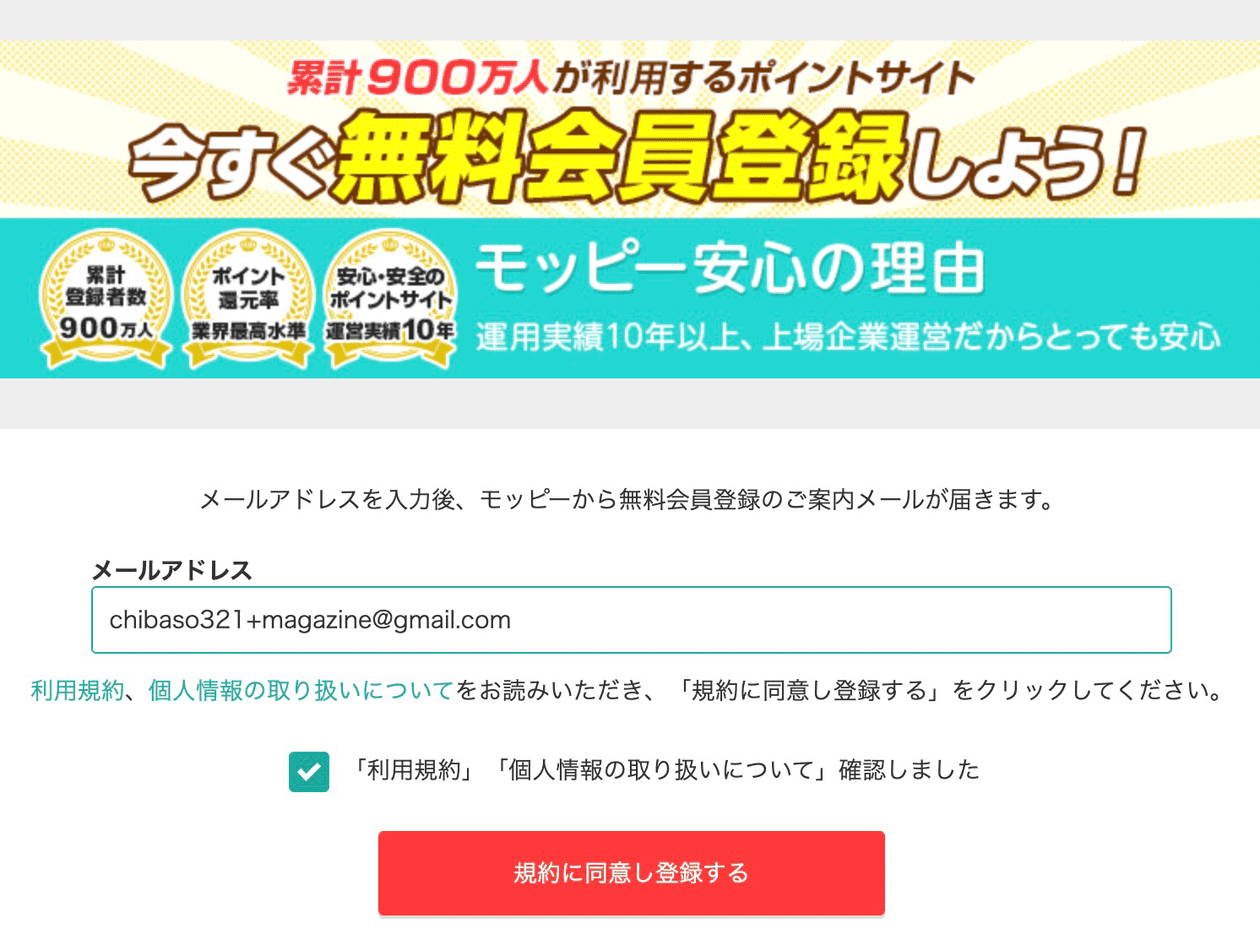 累計900万人が利用するポイントサイト
今すぐ無料会員登録しよう!
累計
登録者数
900万人
ポイント
還元率
業界最高水準
安心・安全の
ポイントサイト
運営実績10年
モッピー安心の理由
運用実績10年以上、上場企業運営だからとっても安心
メールアドレスを入力後、モッピーから無料会員登録のご案内メールが届きます。
メールアドレス
chibaso321+magazine@gmail.com
利用規約、個人情報の取り扱いについてをお読みいただき、「規約に同意し登録する」をクリックしてください。
「利用規約」「個人情報の取り扱いについて」確認しました
規約に同意し登録する